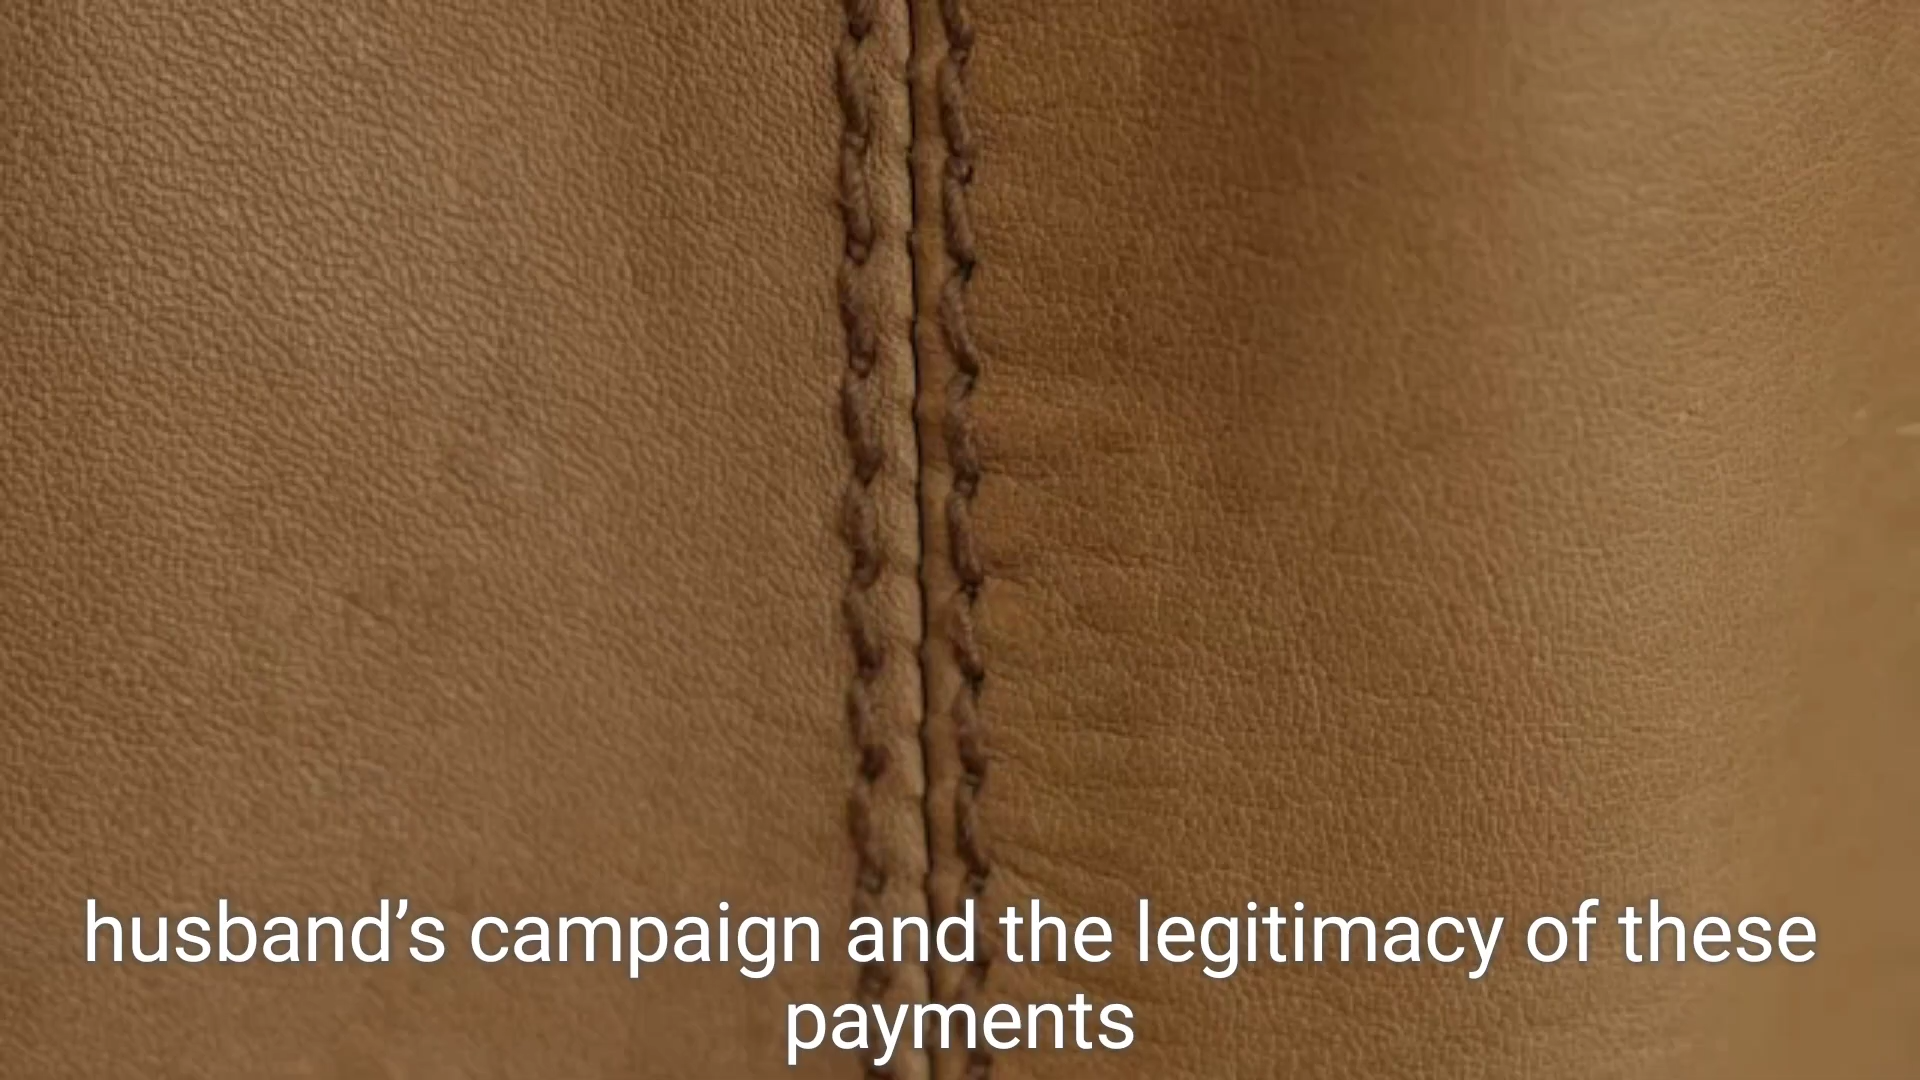 husband’s campaign and the legitimacy of these
payments